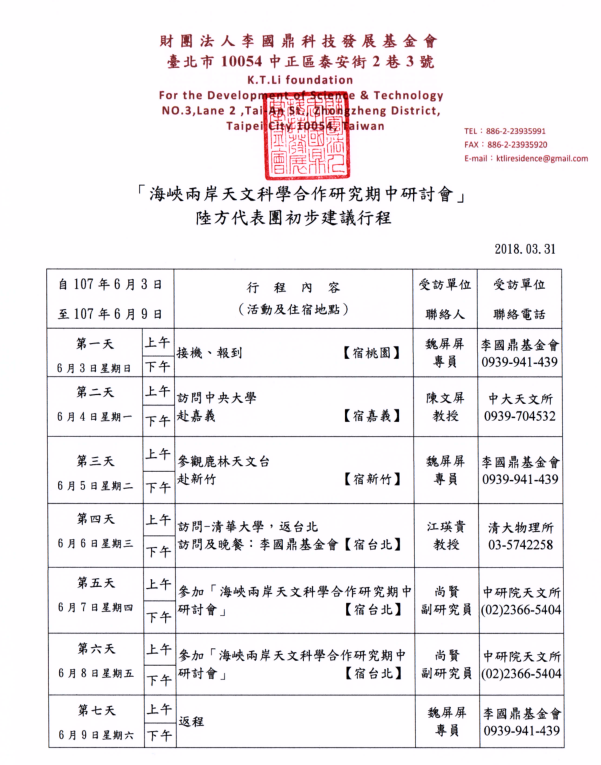 財團法人李國鼎科技發展基金會
臺北市 10054 中正區泰安街 2 巷 3 號
K.T.Li foundation
For the Development of Science & Technology
NO.3,Lane 2 ,Tai-An St., Zhongzheng District,
Taipei City 10054, Taiwan
TEL：886-2-23935991
FAX：886-2-23935920
E-mail：ktliresidence@gmail.com
「海峽兩岸天文科學合作研究期中研討會」
陸方代表團初步建議行程
2018.03.31
自 107 年 6 月 3 日
至 107 年 6 月 9 日
行 程 內 容
（活動及住宿地點）
受訪單位
聯絡人
受訪單位
聯絡電話
第一天
6 月 3 日星期日
上午
下午
接機、報到 【宿桃園】
魏屏屏
專員
李國鼎基金會
0939-941-439
第二天
6 月 4 日星期一
上午
下午
訪問中央大學
赴嘉義 【宿嘉義】
陳文屏
教授
中大天文所
0939-704532
第三天
6 月 5 日星期二
上午
下午
參觀鹿林天文台
赴新竹 【宿新竹】
魏屏屏
專員
李國鼎基金會
0939-941-439
第四天
6 月 6 日星期三
上午
下午
訪問-清華大學，返台北
訪問及晚餐：李國鼎基金會【宿台北】
江瑛貴
教授
清大物理所
03-5742258
第五天
6 月 7 日星期四
上午
下午
參加「海峽兩岸天文科學合作研究期中
研討會」 【宿台北】
尚賢
副研究員
中研院天文所
(02)2366-5404
第六天
6 月 8 日星期五
上午
下午
參加「海峽兩岸天文科學合作研究期中
研討會」 【宿台北】
尚賢
副研究員
中研院天文所
(02)2366-5404
第七天
6 月 9 日星期六
上午
下午
返程
魏屏屏
專員
李國鼎基金會
0939-941-439